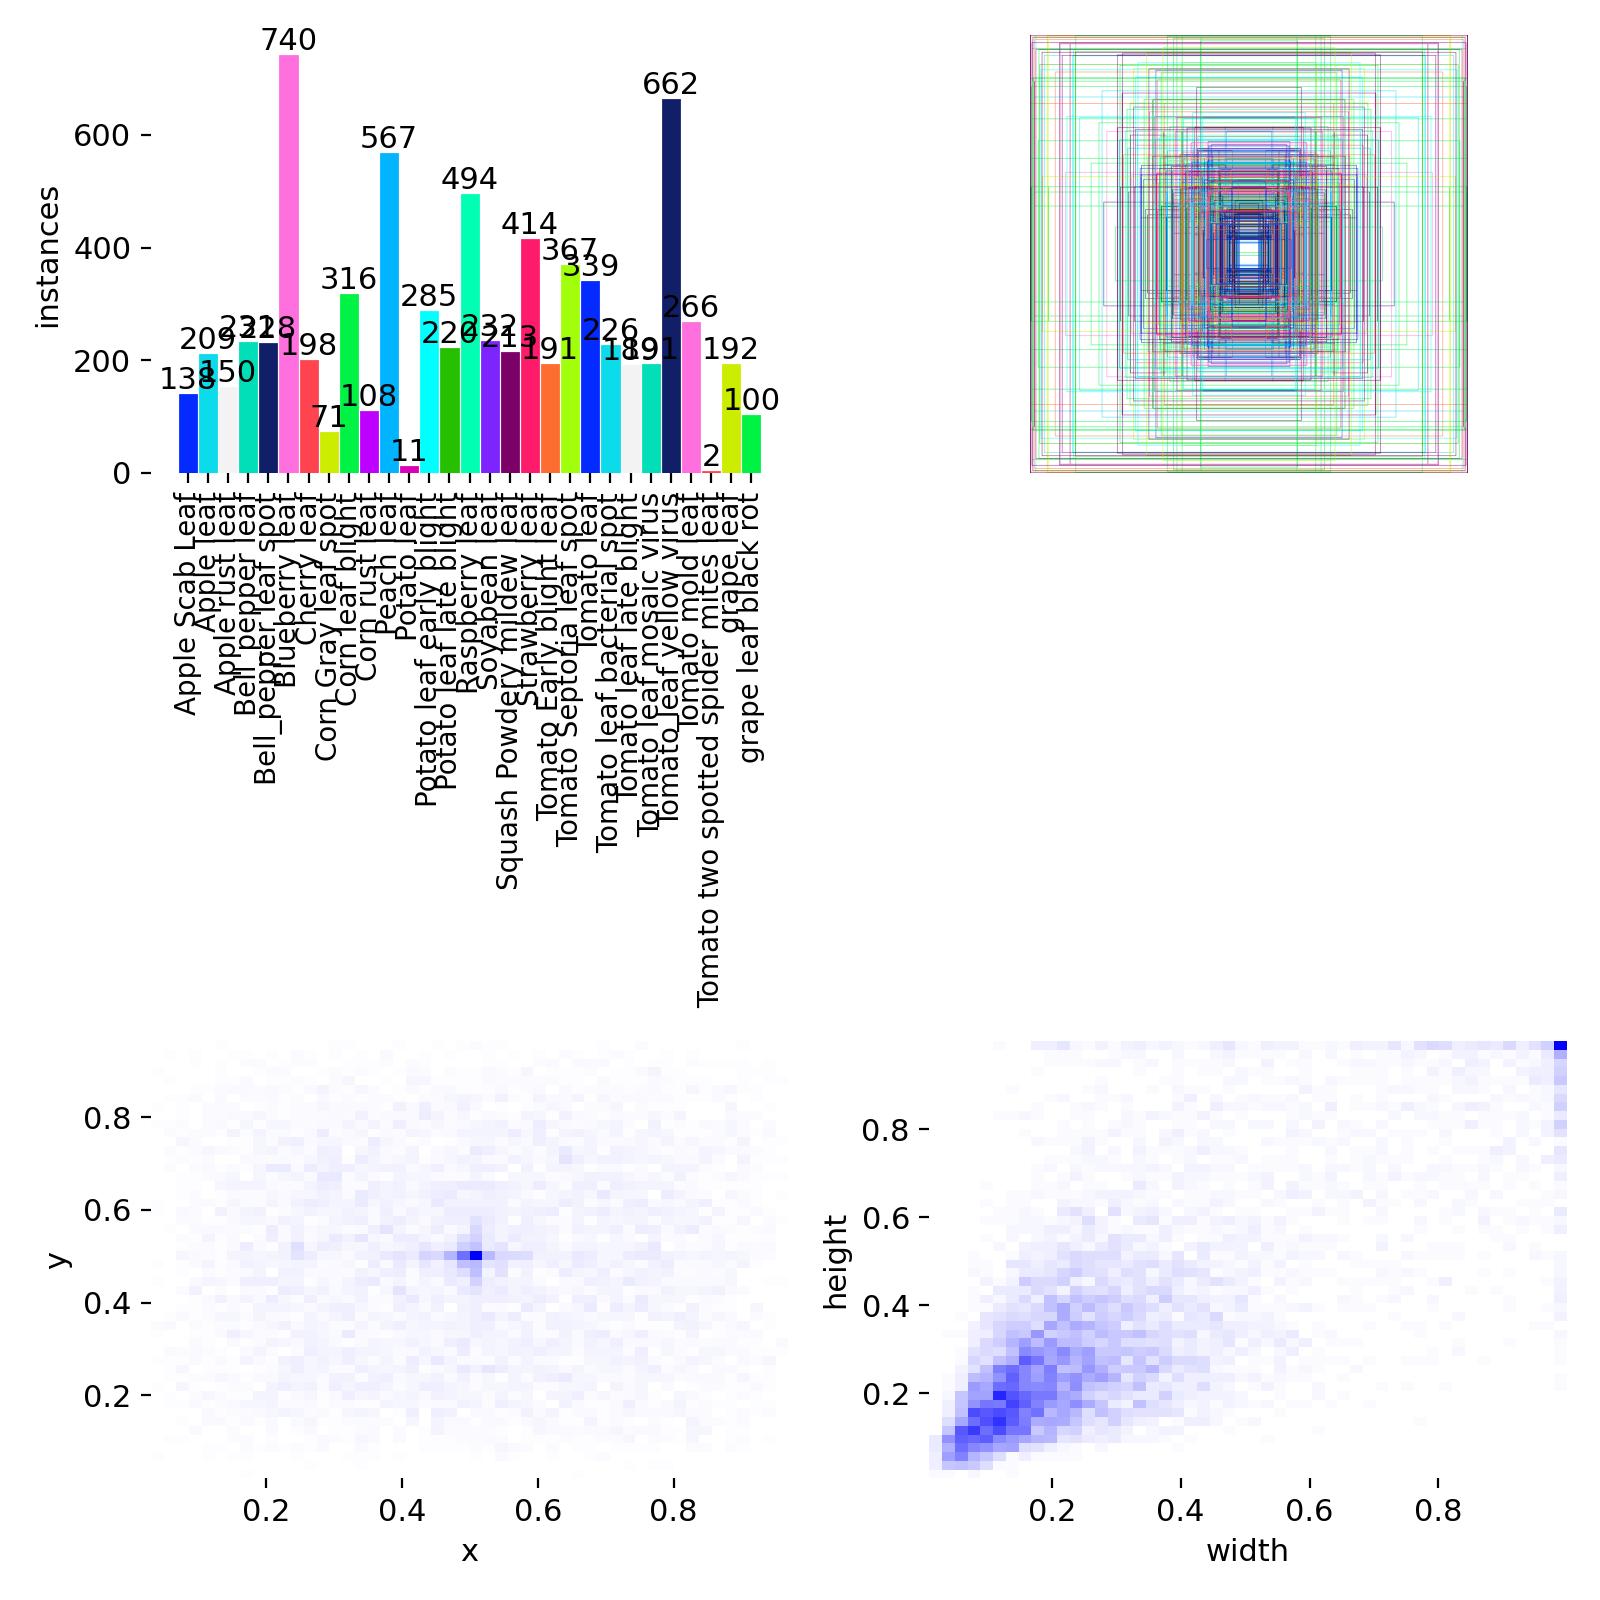 instances
600
400
200
0
138
209
150
231
228
740
198
71
316
108
567
11
285
220
494
232
213
414
191
367
339
226
191
662
266
2
192
100
Apple Scab Leaf
Apple leaf
Apple rust leaf
Bell_pepper leaf
Bell_pepper leaf spot
Blueberry leaf
Cherry leaf
Corn Gray leaf spot
Corn leaf blight
Corn rust leaf
Peach leaf
Potato leaf
Potato leaf early blight
Potato leaf late blight
Raspberry leaf
Soyabean leaf
Squash Powdery mildew leaf
Strawberry leaf
Tomato Early blight leaf
Tomato Septoria leaf spot
Tomato leaf
Tomato leaf bacterial spot
Tomato leaf late blight
Tomato leaf mosaic virus
Tomato leaf yellow virus
Tomato mold leaf
Tomato two spotted spider mites leaf
grape leaf
grape leaf black rot
y
0.8
0.6
0.4
0.2
0.2
0.4
0.6
0.8
x
height
0.8
0.6
0.4
0.2
0.2
0.4
0.6
0.8
width